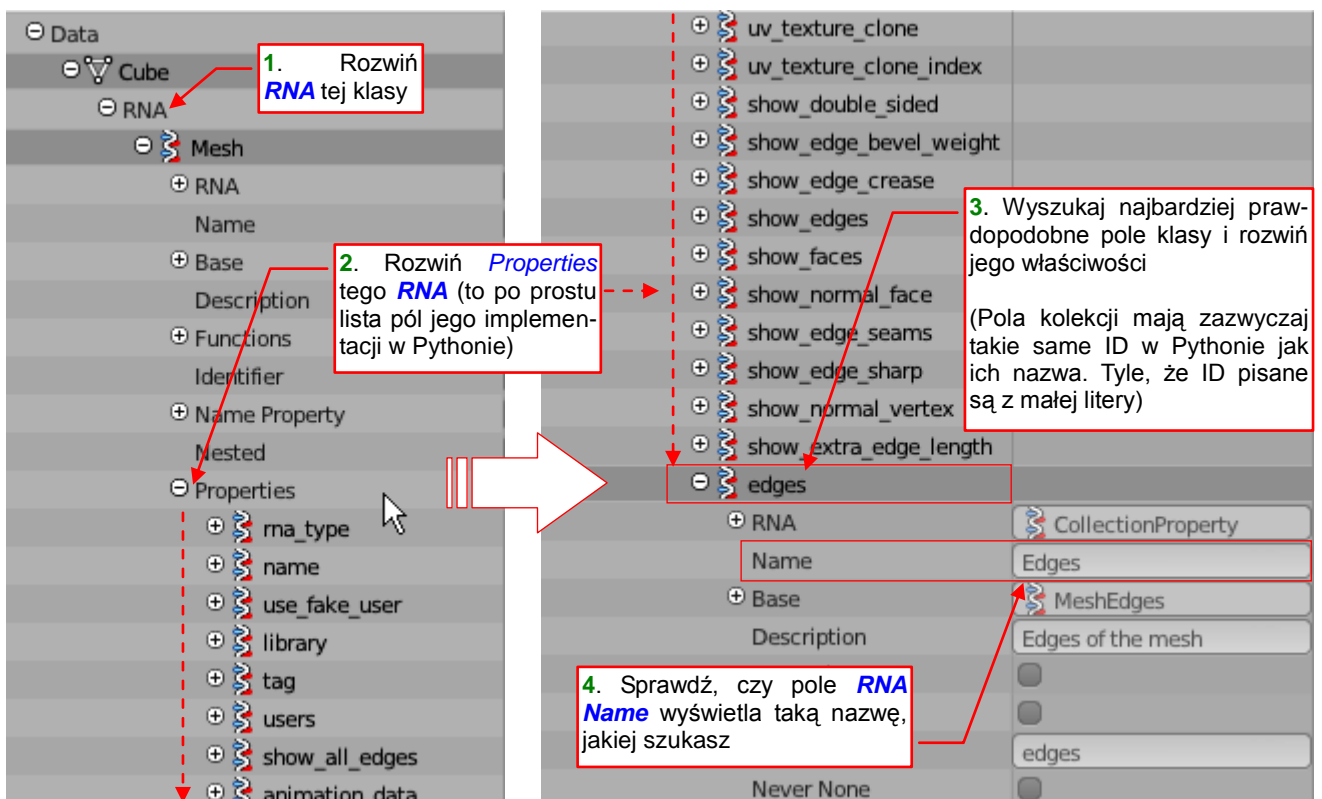 Data
Cube
RNA
Mesh
RNA
Name
Base
Description
Functions
Identifier
Name Property
Nested
Properties
rna_type
name
use_fake_user
library
tag
users
show_all_edges
animation_data
1. Rozwiń
RNA tej klasy
2. Rozwiń Properties
tego RNA (to po prostu
lista pól jego implemen-
tacji w Pythonie)
uv_texture_clone
uv_texture_clone_index
show_double_sided
show_edge_bevel_weight
show_edge_crease
show_edges
show_faces
show_normal_face
show_edge_seams
show_edge_sharp
show_normal_vertex
show_extra_edge_length
edges
RNA CollectionProperty
Name Edges
Base MeshEdges
Description Edges of the mesh
edges
Never None
3. Wyszukaj najbardziej praw-
dopodobne pole klasy i rozwiń
jego właściwości
(Pola kolekcji mają zazwyczaj
takie same ID w Pythonie jak
ich nazwa. Tyle, że ID pisane
są z małej litery)
4. Sprawdź, czy pole RNA
Name wyświetla taką nazwę,
jakiej szukasz